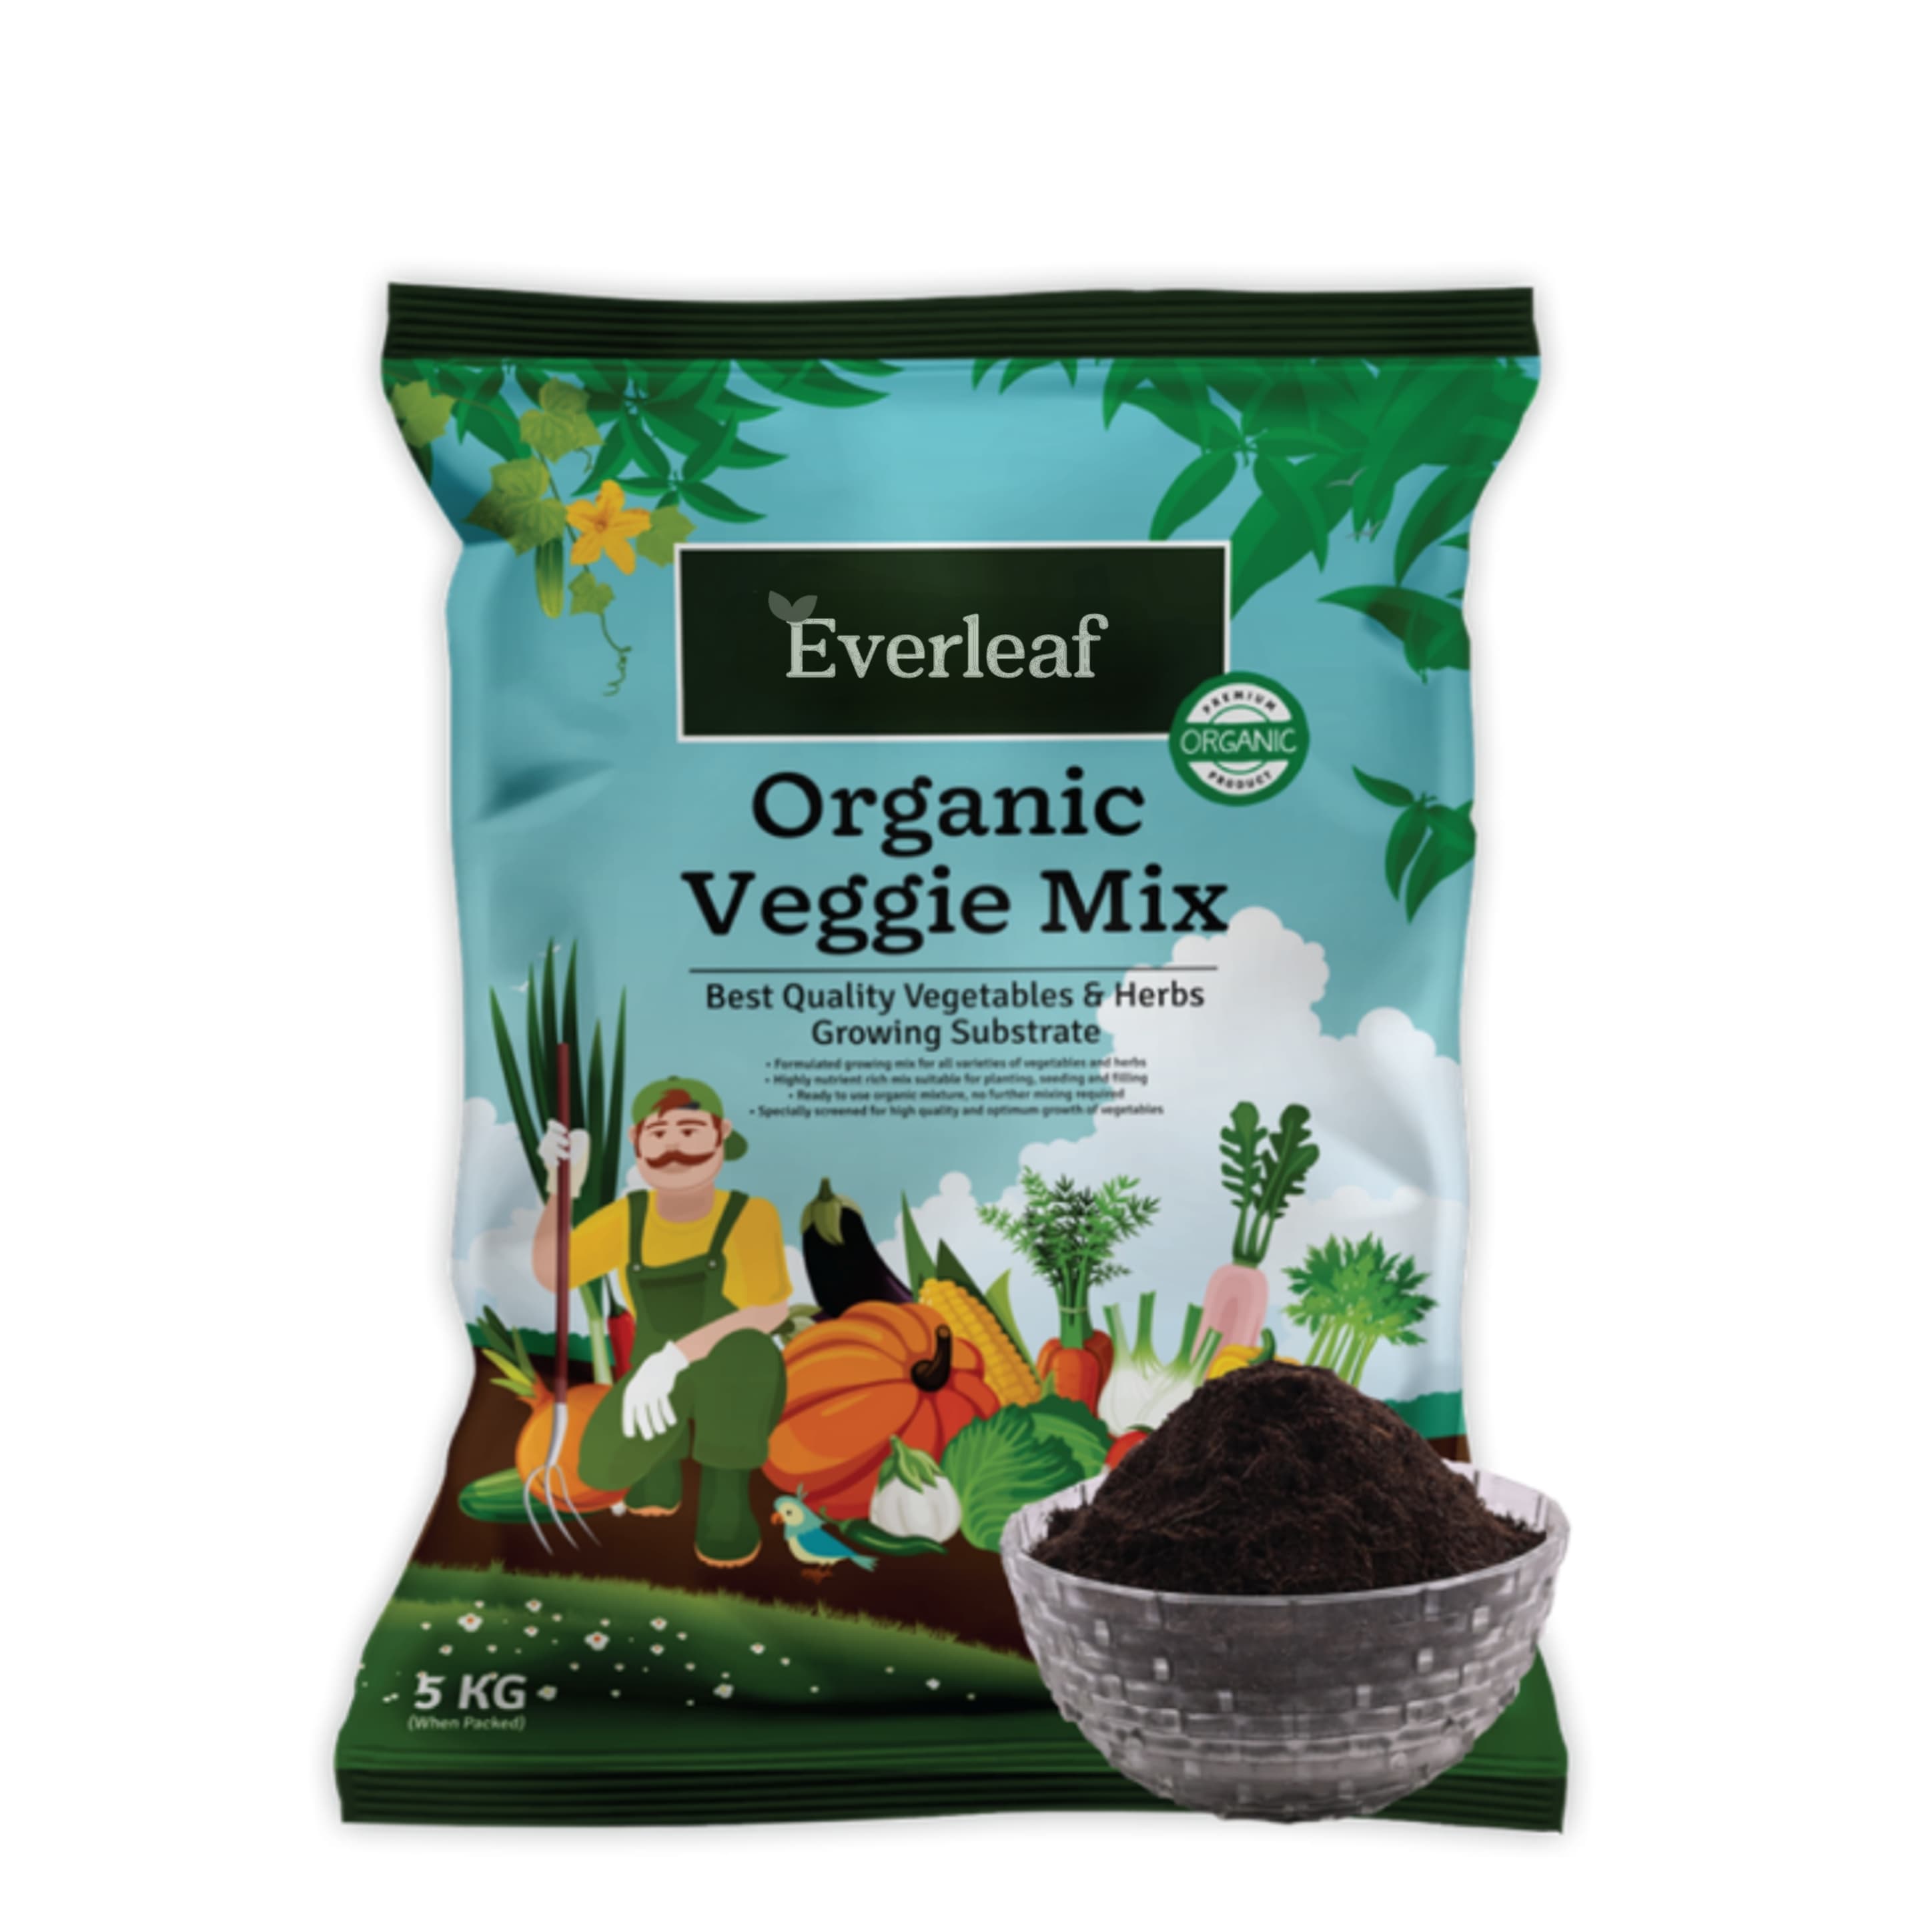 Everleaf
PREMIUM
ORGANIC
PRODUCT
Organic
Veggie Mix
Best Quality Vegetables & Herbs
Growing Substrate
• Formulated growing mix for all varieties of vegetables and herbs
• Highly nutrient rich mix suitable for planting, seeding and filling
• Ready to use organic mixture, no further mixing required
• Specially screened for high quality and optimum growth of vegetables
5 KG
(When Packed)